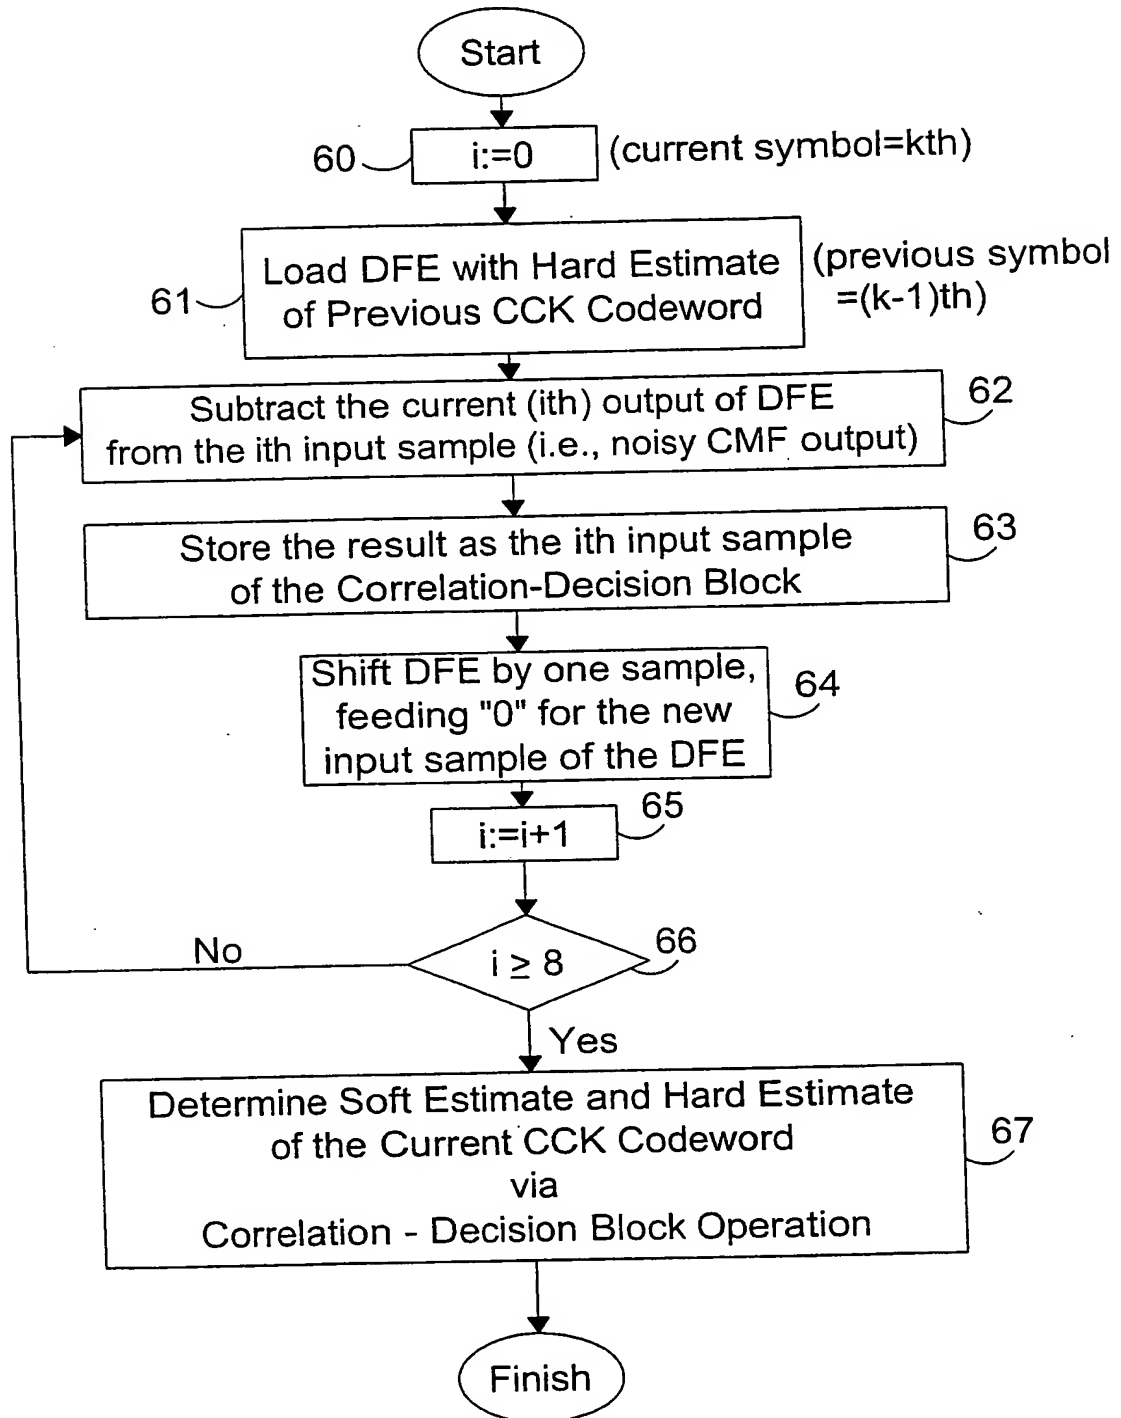 Start
60
i:=0
(current symbol=kth)
61
Load DFE with Hard Estimate
of Previous CCK Codeword
(previous symbol
=(k-1)th)
62
Subtract the current (ith) output of DFE
from the ith input sample (i.e., noisy CMF output)
63
Store the result as the ith input sample
of the Correlation-Decision Block
64
Shift DFE by one sample,
feeding "0" for the new
input sample of the DFE
65
i:=i+1
66
i ≥ 8
No
Yes
Determine Soft Estimate and Hard Estimate
of the Current CCK Codeword
via
Correlation - Decision Block Operation
67
Finish